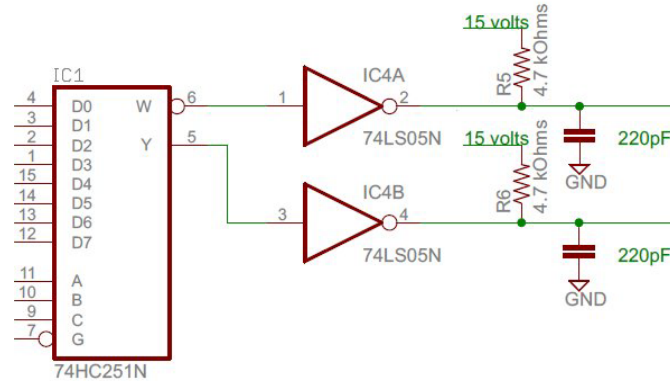 15 volts
IC1
IC4A
R5
4.7 kOhms
4 D0 W 6
1 2
3 D1
74LS05N
220pF
2 D2 Y 5
15 volts
1 D3
GND
15 D4
IC4B
R6
4.7 kOhms
14 D5
13 D6
3 4
12 D7
74LS05N
220pF
11 A
10 B
GND
9 C
7 G
74HC251N